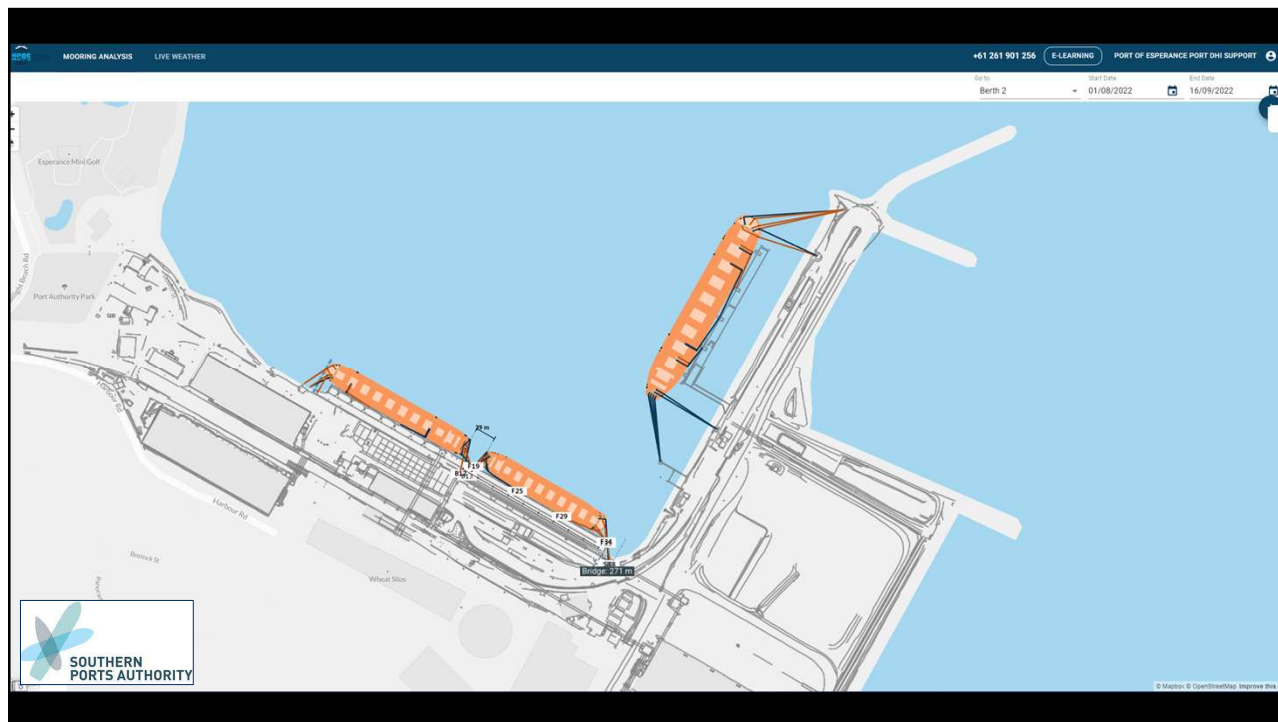 MOORING ANALYSIS
LIVE WEATHER
+61 261 901 256
E-LEARNING
PORT OF ESPERANCE PORT DHI SUPPORT
Go to
Start Date
End Date
Berth 2
01/08/2022
16/09/2022
Esperance Mini Golf
Port Authority Park
Harbour Rd
29 m
F19
F25
F29
F34
Bridge: 271 m
Harbour Rd
Bostock St
Wheat Silos
SOUTHERN
PORTS AUTHORITY
© Mapbox © OpenStreetMap Improve this